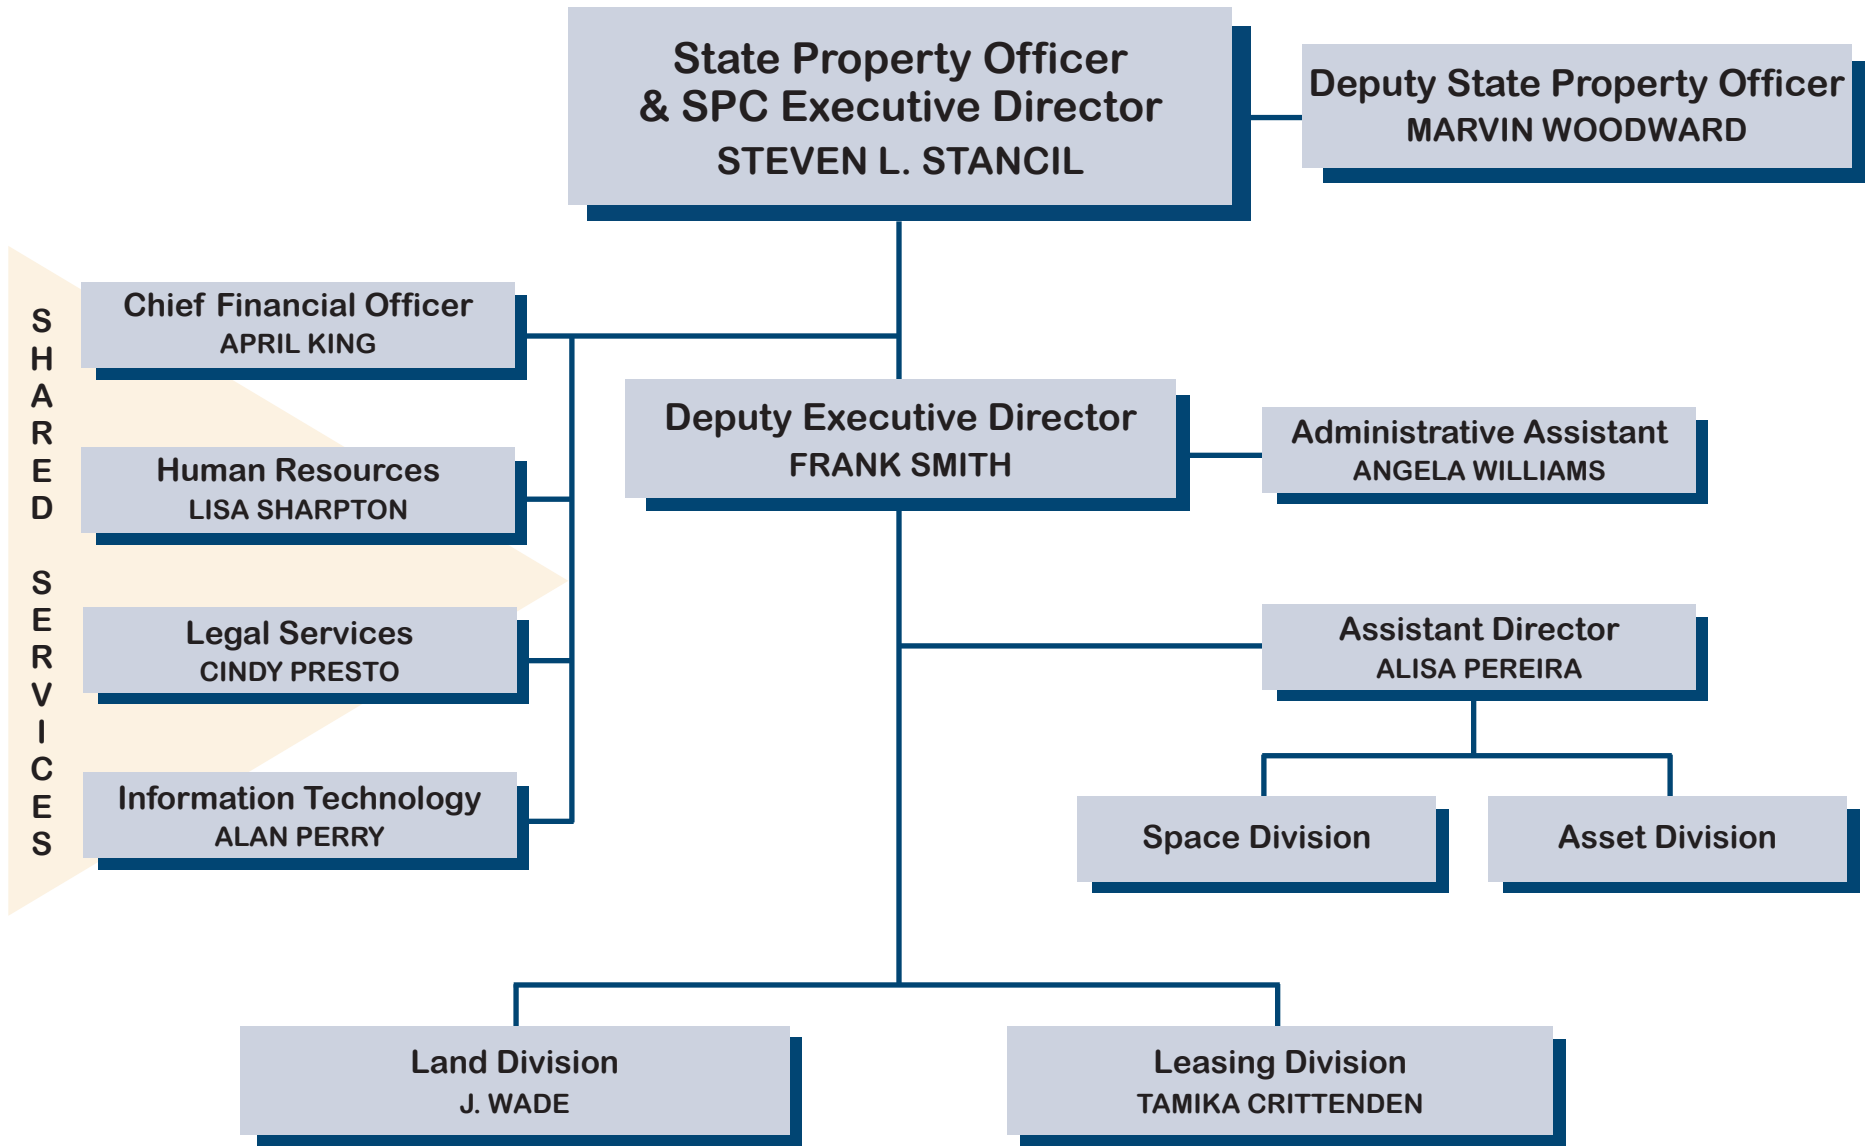 State Property Officer
& SPC Executive Director
STEVEN L. STANCIL
Deputy State Property Officer
MARVIN WOODWARD
SHARED SERVICES
Chief Financial Officer
APRIL KING
Human Resources
LISA SHARPTON
Legal Services
CINDY PRESTO
Information Technology
ALAN PERRY
Deputy Executive Director
FRANK SMITH
Administrative Assistant
ANGELA WILLIAMS
Assistant Director
ALISA PEREIRA
Space Division
Asset Division
Land Division
J. WADE
Leasing Division
TAMIKA CRITTENDEN